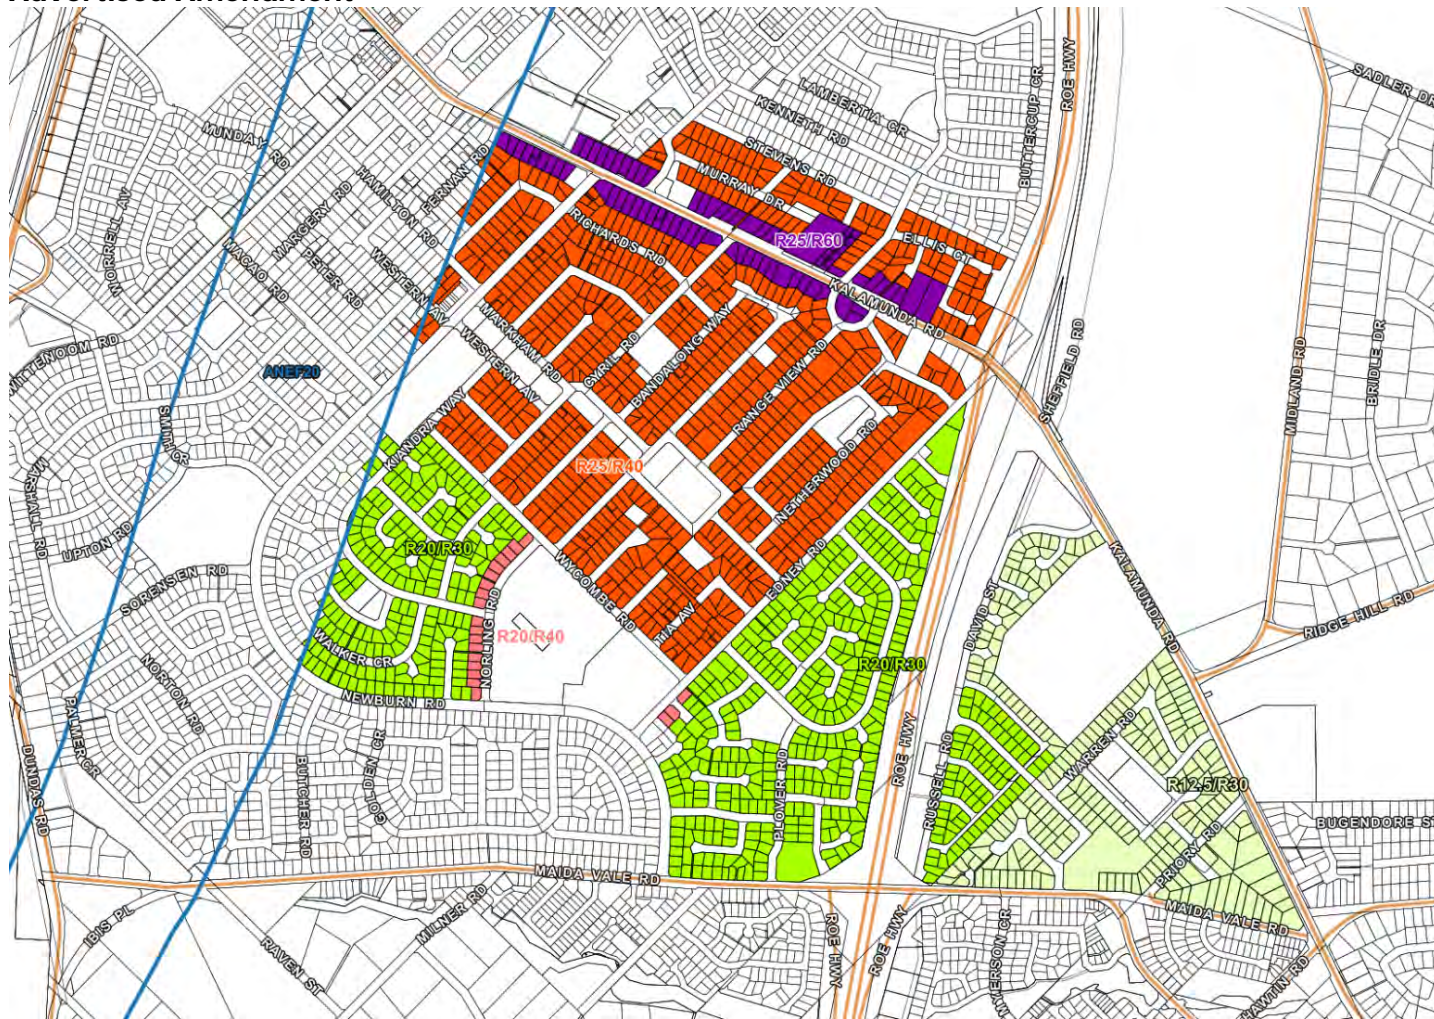 Advertised Amendment
SADLER DR
ROE HWY
BUTTERCUP CR
LAMBERTIA CR
KENNETH RD
STEVENS RD
MURRAY DR
MUNDAY RD
FERNAN RD
HAMILTON RD
MARGERY RD
MOORRELL AV
PETER RD
MACAO RD
WESTERN AV
RICHARDS RD
R25/R60
ELLIS CT
KALAMUNDA RD
WESTERN AV
MARKHAM RD
WESTERN AV
CYRIL RD
BANDALONG WAY
RANGE VIEW RD
SHEFFIELD RD
MIDLAND RD
BRIDLE DR
WITTENOOM RD
ANEF20
SMITH CR
KIANDRA WAY
R25/R40
NETHERWOOD RD
MARSHALL RD
UPTON RD
R20/R30
EDNEY RD
WYCOMBE RD
KALAMUNDA RD
SORENSEN RD
DAVID ST
RIDGE HILL RD
NORLING RD
R20/R40
TIA AV
WALKER CR
R20/R30
NORTON RD
NEWBURN RD
PALMER CR
DUNDAS RD
BUTCHER RD
GOLDEN CR
PLOVER RD
ROE HWY
RUSSELL RD
WARREN RD
R12.5/R30
BUGENDORE ST
PRIORY RD
MAIDA VALE RD
MAIDA VALE RD
IBIS PL
RAVEN ST
MILNER RD
ROE HWY
ROE HWY
MYERSON CR
HAWTIN RD